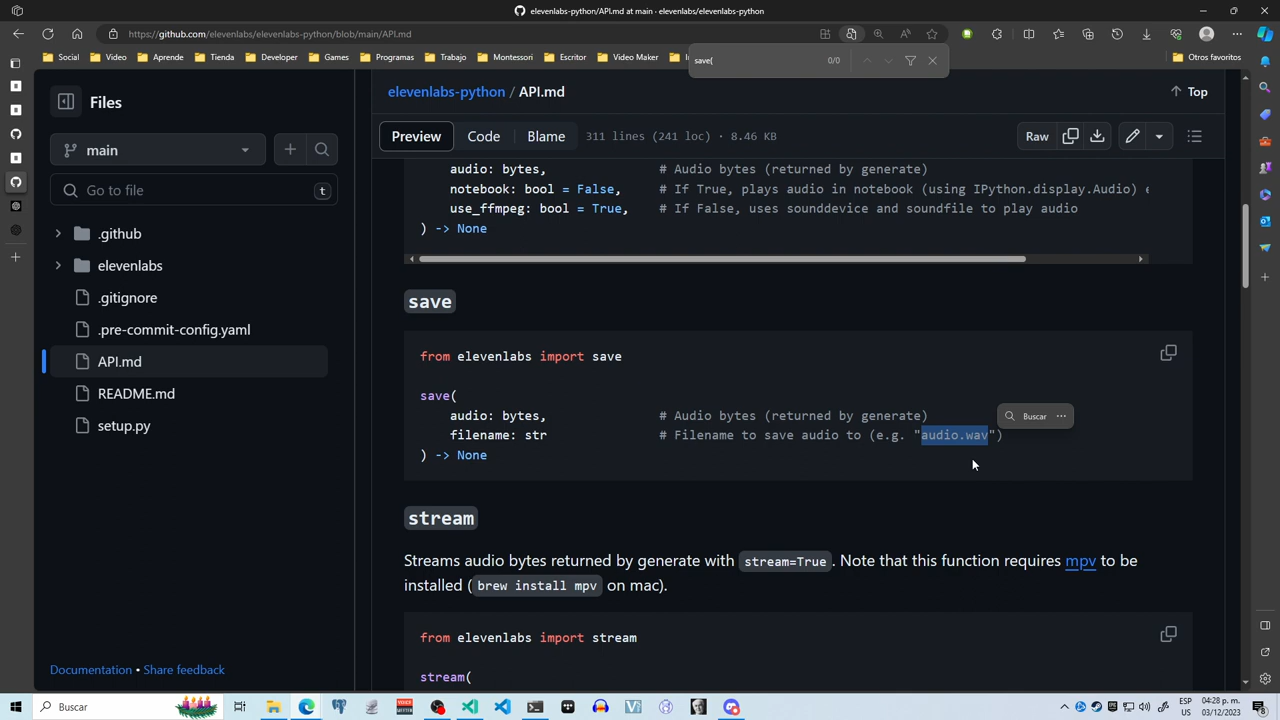 elevenlabs-python/API.md at main · elevenlabs/elevenlabs-python
https://github.com/elevenlabs/elevenlabs-python/blob/main/API.md
Social Video Aprende Tienda Developer Games Programas Trabajo Montessori Escritor Video Maker Otros favoritos
save( 0/0
Files
elevenlabs-python / API.md
Top
main
Preview Code Blame 311 lines (241 loc) · 8.46 KB Raw
Go to file t
.github
elevenlabs
.gitignore
.pre-commit-config.yaml
API.md
README.md
setup.py
audio: bytes, # Audio bytes (returned by generate)
notebook: bool = False, # If True, plays audio in notebook (using IPython.display.Audio) e
use_ffmpeg: bool = True, # If False, uses sounddevice and soundfile to play audio
) -> None
save
from elevenlabs import save
save(
audio: bytes, # Audio bytes (returned by generate)
filename: str # Filename to save audio to (e.g. "audio.wav")
) -> None
Buscar
stream
Streams audio bytes returned by generate with stream=True. Note that this function requires mpv to be
installed (brew install mpv on mac).
from elevenlabs import stream
stream(
Documentation • Share feedback
Buscar
ESP
US
04:28 p. m.
03/12/2023